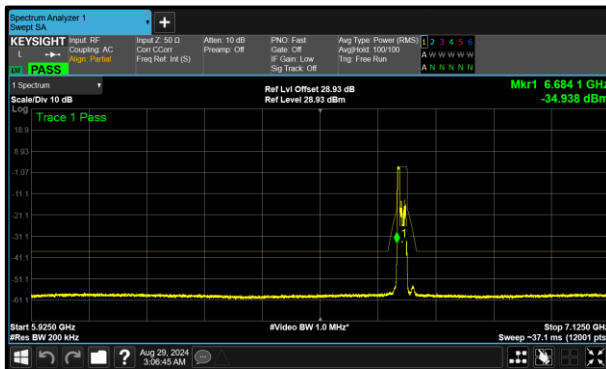 Spectrum Analyzer 1
Swept SA
+
KEYSIGHT
L
PASS
Input: RF
Coupling: AC
Align: Partial
Input Z: 50 Ω
Corr CCorr
Freq Ref: Int (S)
Atten: 10 dB
Preamp: Off
PNO: Fast
Gate: Off
IF Gain: Low
Sig Track: Off
Avg Type: Power (RMS)
Avg|Hold: 100/100
Trig: Free Run
1 2 3 4 5 6
A W W W W W
A N N N N N
1 Spectrum
Scale/Div 10 dB
Ref Lvl Offset 28.93 dB
Ref Level 28.93 dBm
Mkr1 6.684 1 GHz
-34.938 dBm
Log
Trace 1 Pass
18.9
8.93
-1.07
-11.1
-21.1
-31.1
-41.1
-51.1
-61.1
1
Start 5.9250 GHz
#Res BW 200 kHz
#Video BW 1.0 MHz*
Stop 7.1250 GHz
Sweep ~37.1 ms (12001 pts)
?
Aug 29, 2024
3:06:45 AM